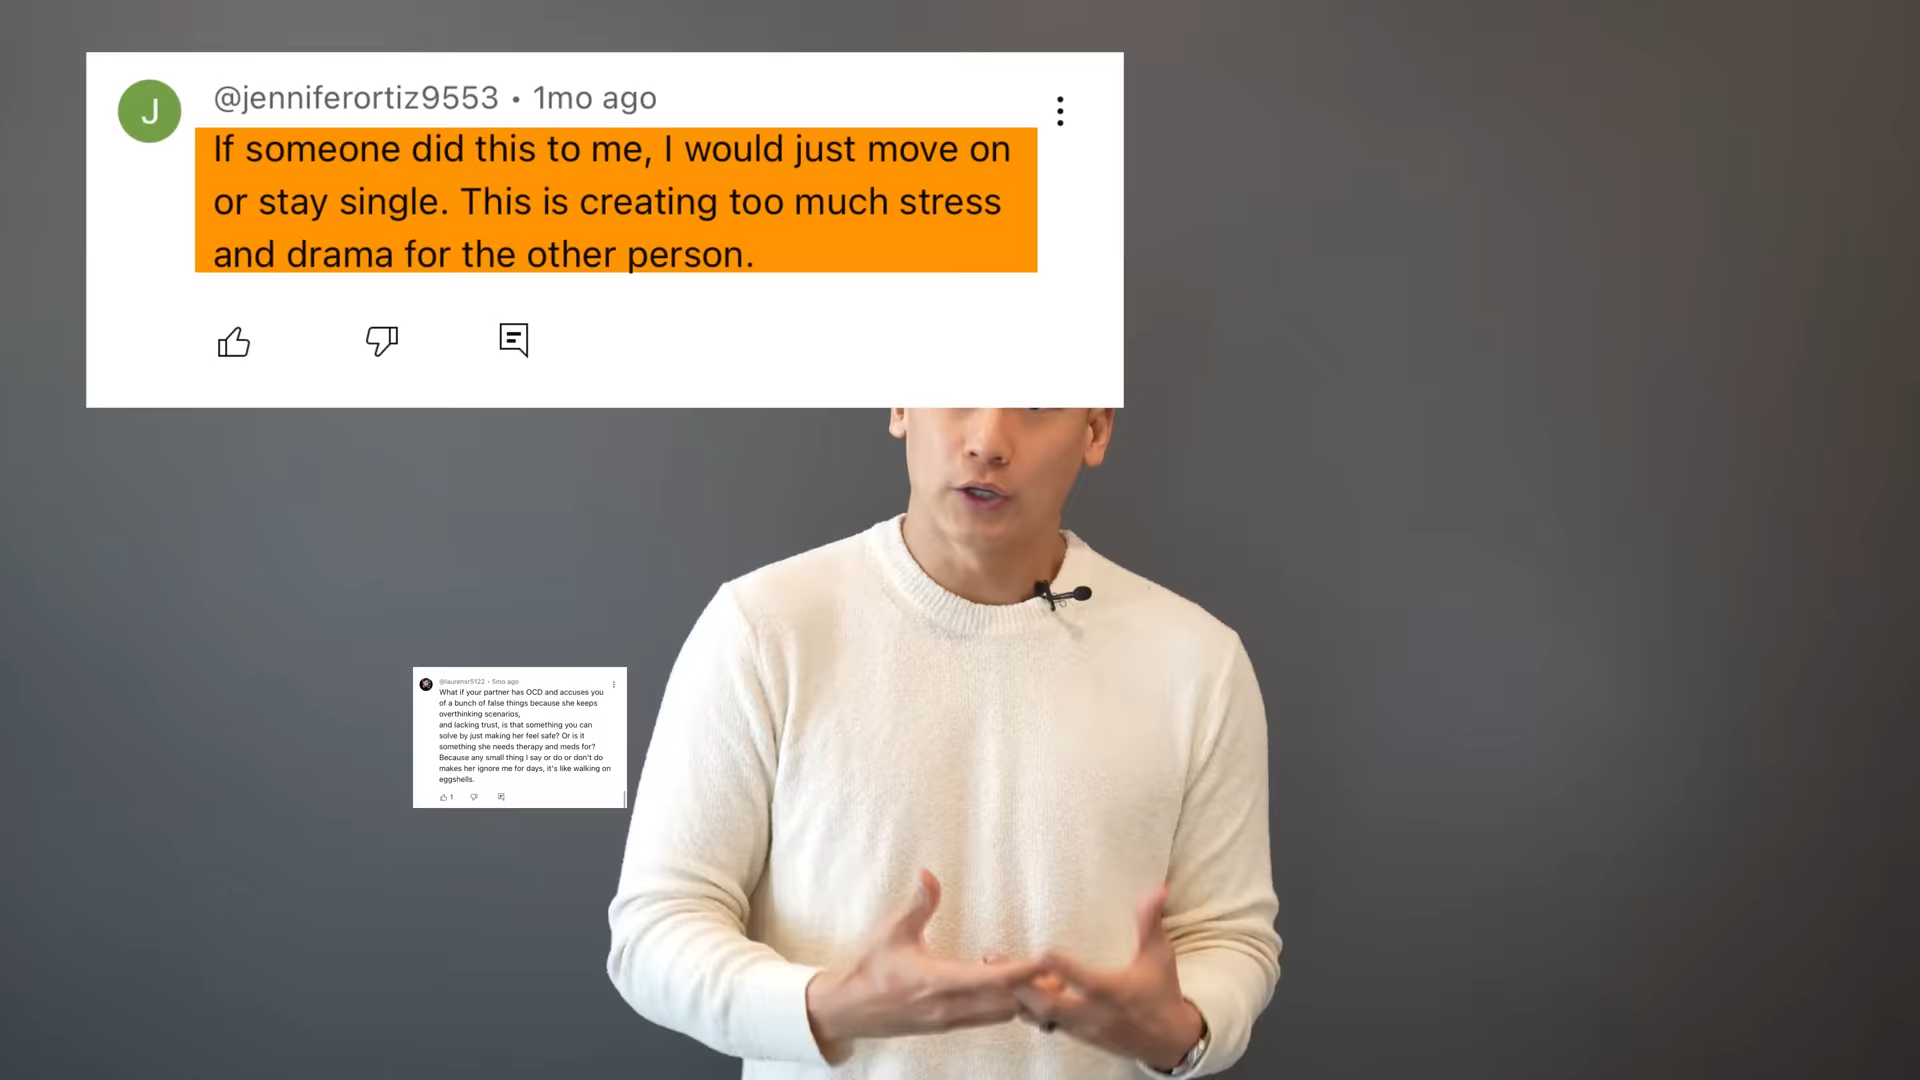 J
@jenniferortiz9553 • 1mo ago
If someone did this to me, I would just move on
or stay single. This is creating too much stress
and drama for the other person.
@laurensr5122 • 5mo ago
What if your partner has OCD and accuses you
of a bunch of false things because she keeps
overthinking scenarios,
and lacking trust, is that something you can
solve by just making her feel safe? Or is it
something she needs therapy and meds for?
Because any small thing I say or do or don't do
makes her ignore me for days, it's like walking on
eggshells.
1